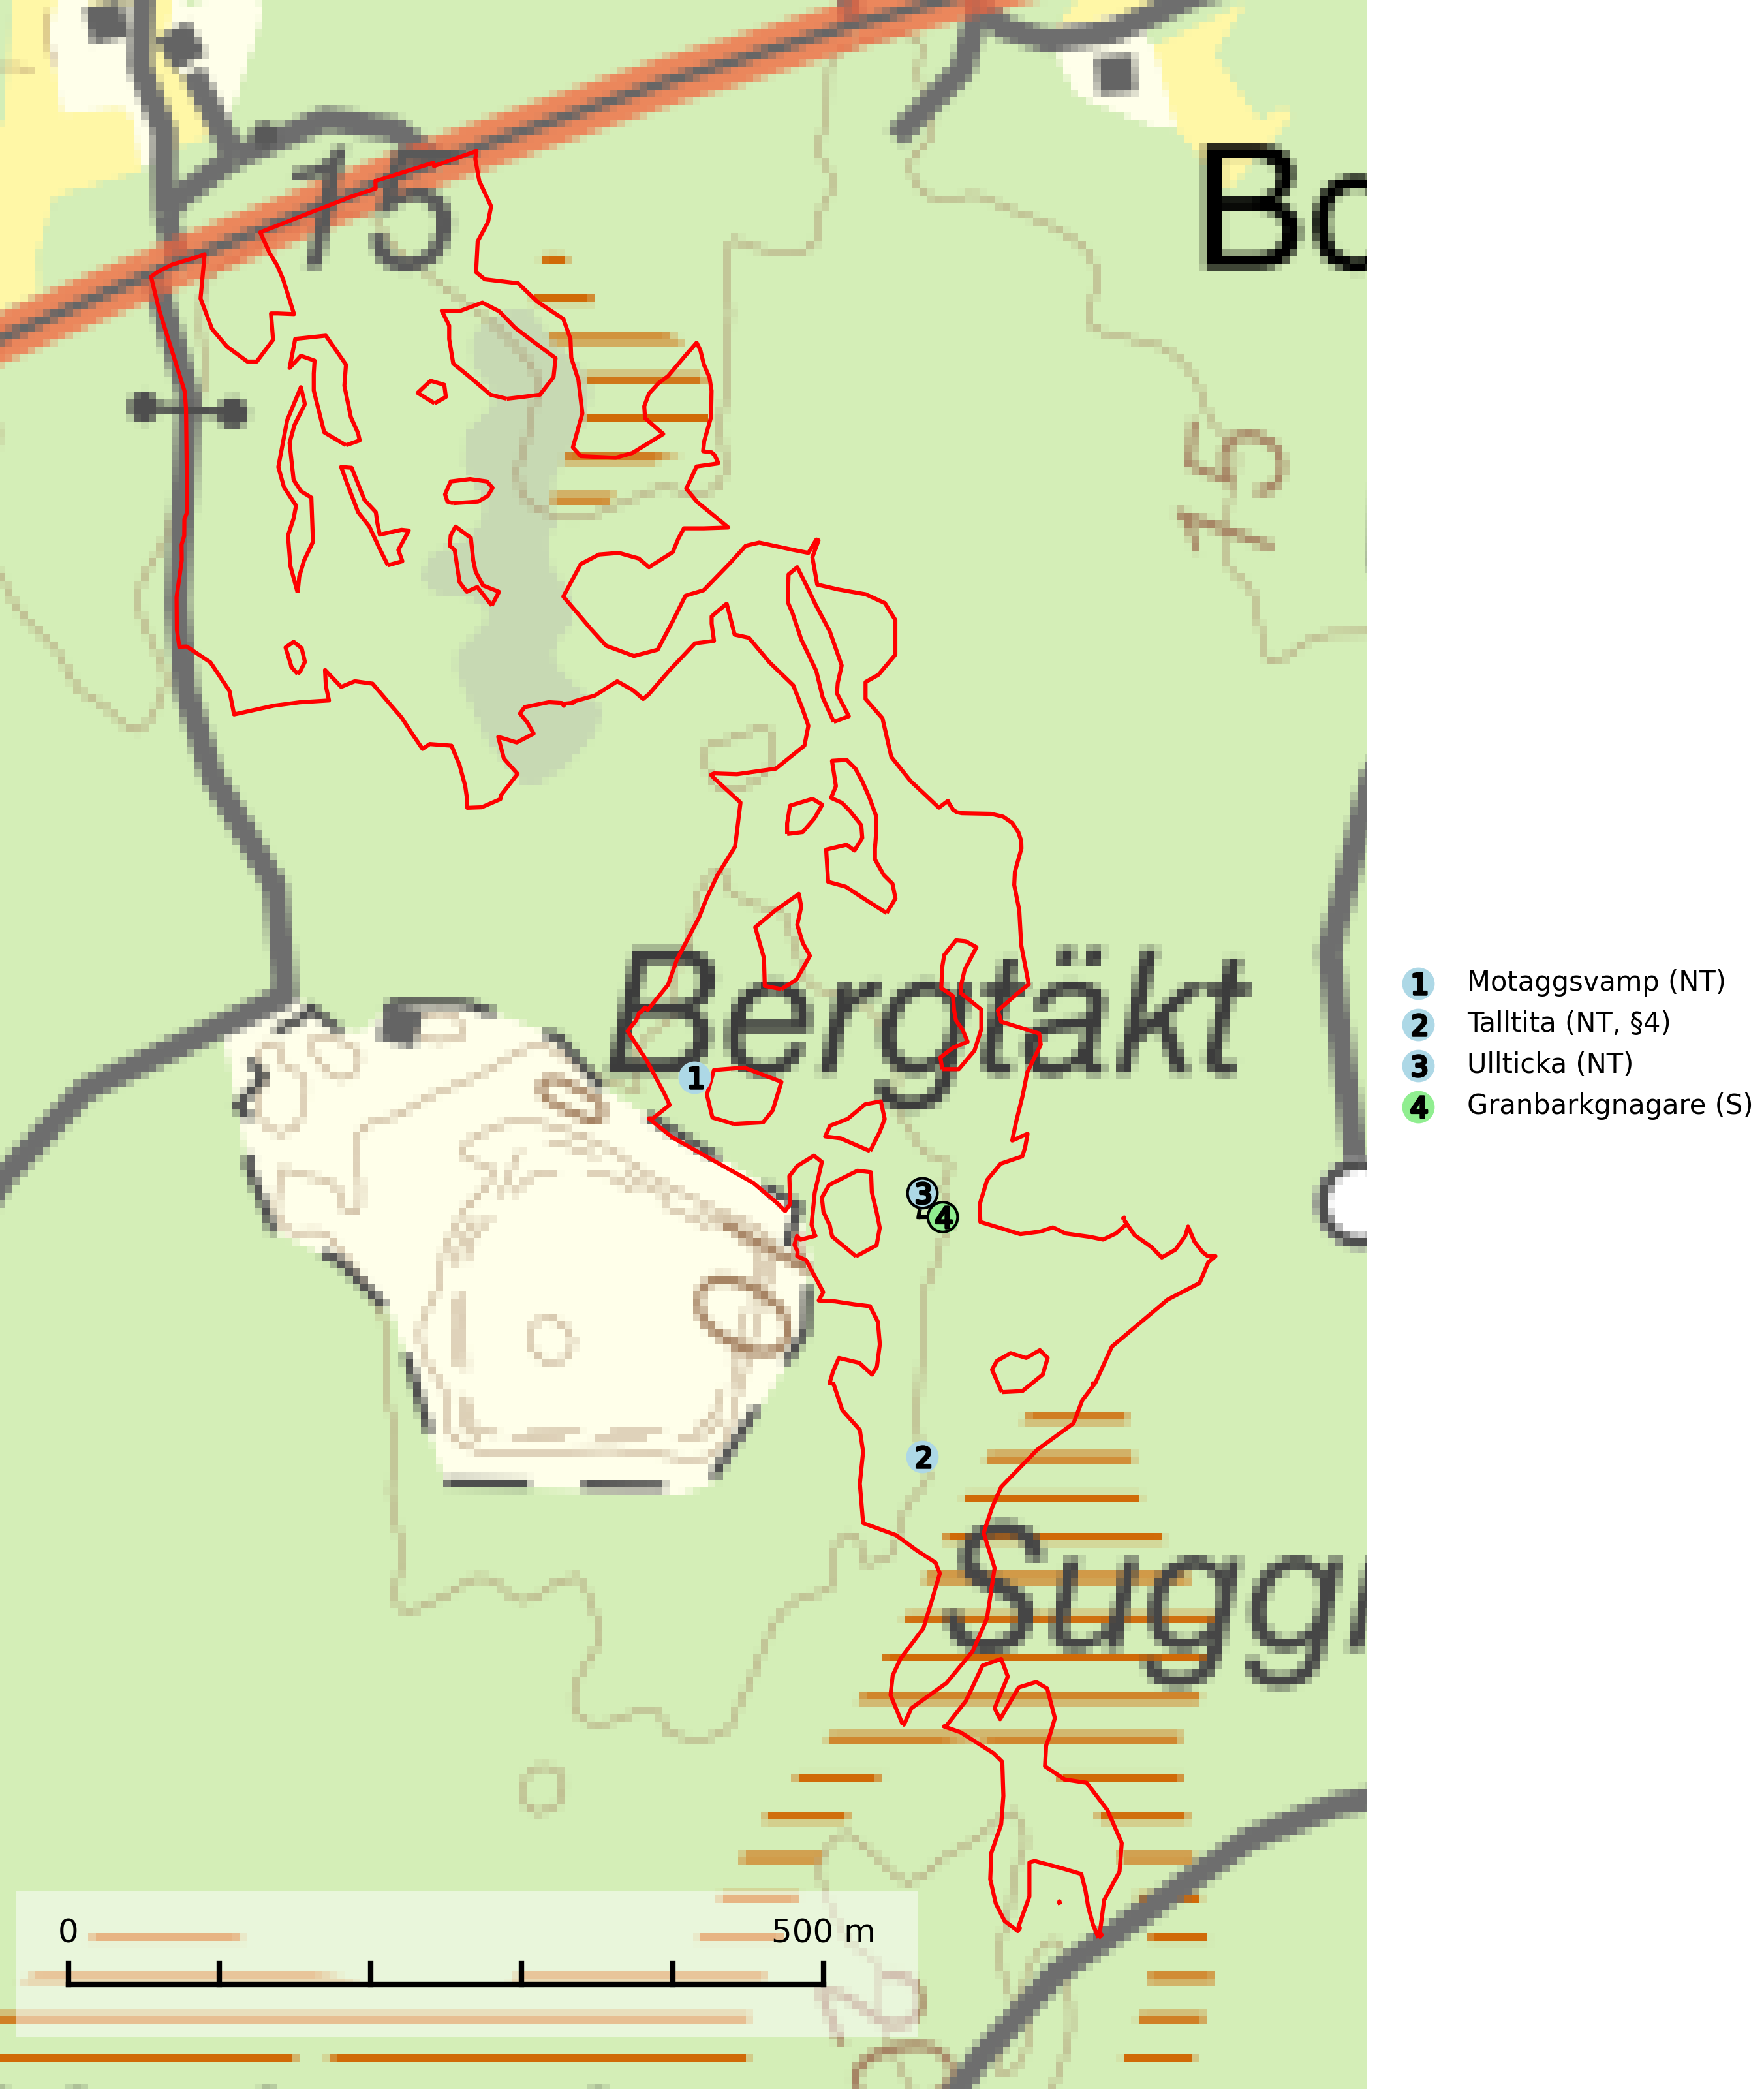 15
Bo
15
Bergtäkt
1
3
4
2
Sugg
0 500 m
1 Motaggsvamp (NT)
2 Talltita (NT, §4)
3 Ullticka (NT)
4 Granbarkgnagare (S)